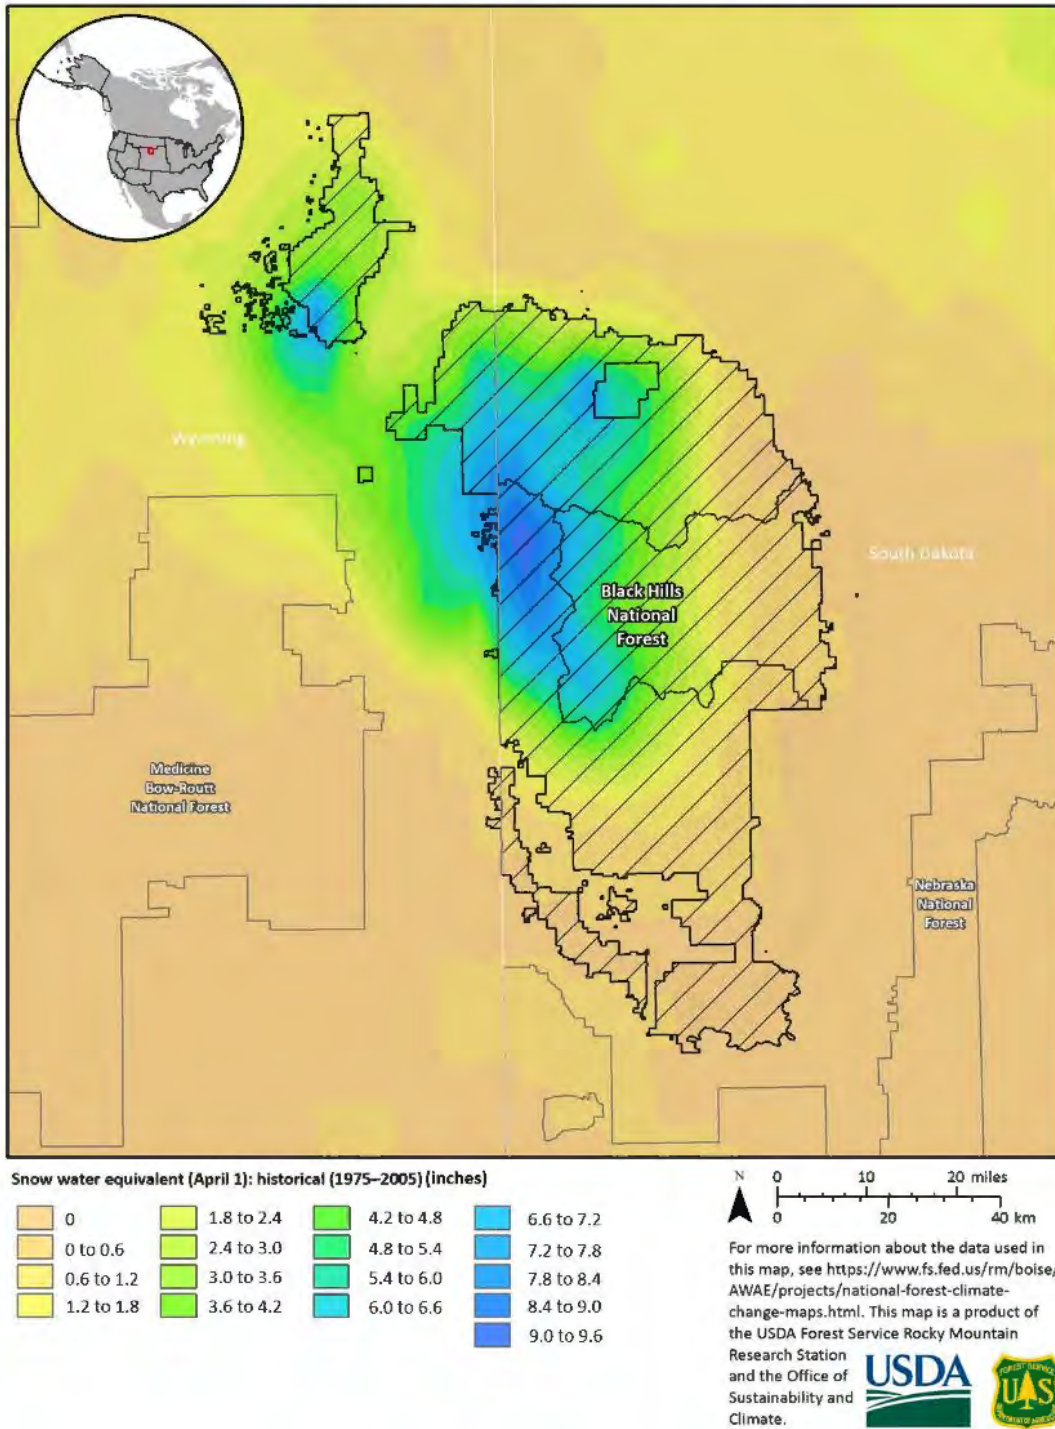 Wyoming
South Dakota
Black Hills
National
Forest
Medicine
Bow-Routt
National Forest
Nebraska
National
Forest
Snow water equivalent (April 1): historical (1975–2005) (inches)
0
0 to 0.6
0.6 to 1.2
1.2 to 1.8
1.8 to 2.4
2.4 to 3.0
3.0 to 3.6
3.6 to 4.2
4.2 to 4.8
4.8 to 5.4
5.4 to 6.0
6.0 to 6.6
6.6 to 7.2
7.2 to 7.8
7.8 to 8.4
8.4 to 9.0
9.0 to 9.6
N
0 10 20 miles
0 20 40 km
For more information about the data used in
this map, see https://www.fs.fed.us/rm/boise/
AWAE/projects/national-forest-climate-
change-maps.html. This map is a product of
the USDA Forest Service Rocky Mountain
Research Station
and the Office of
Sustainability and
Climate.
USDA
FOREST SERVICE
US
DEPARTMENT OF AGRICULTURE